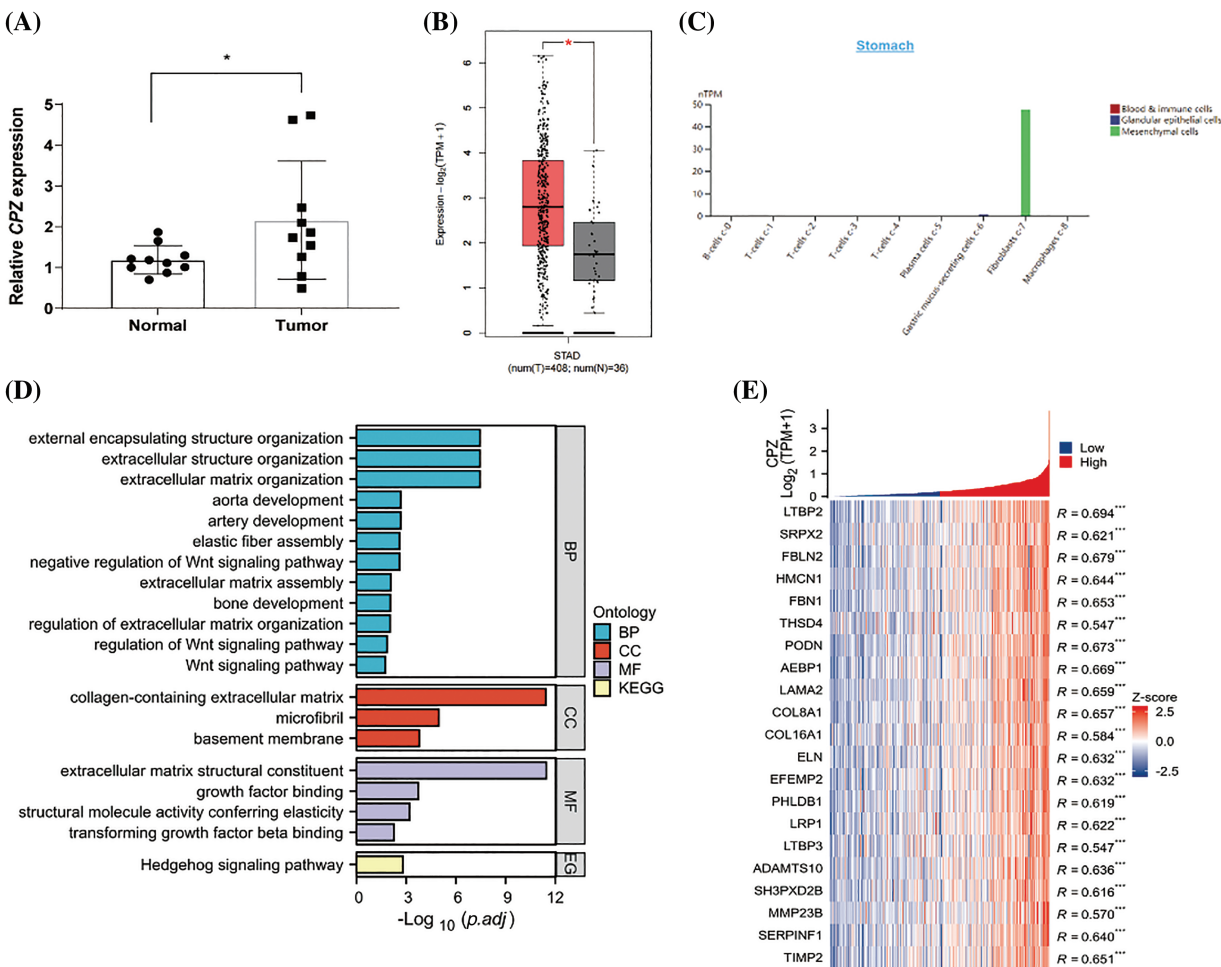 (A)
*
Relative CPZ expression
5
4
3
2
1
0
Normal
Tumor
(B)
*
Expression – log2(TPM + 1)
6
5
4
3
2
1
0
STAD
(num(T)=408; num(N)=36)
(C)
Stomach
nTPM
50
40
30
20
10
0
B-cells c-0
T-cells c-1
T-cells c-2
T-cells c-3
T-cells c-4
Plasma cells c-5
Gastric mucus-secreting cells c-6
Fibroblasts c-7
Macrophages c-8
Blood & immune cells
Glandular epithelial cells
Mesenchymal cells
(D)
external encapsulating structure organization
extracellular structure organization
extracellular matrix organization
aorta development
artery development
elastic fiber assembly
negative regulation of Wnt signaling pathway
extracellular matrix assembly
bone development
regulation of extracellular matrix organization
regulation of Wnt signaling pathway
Wnt signaling pathway
BP
collagen-containing extracellular matrix
microfibril
basement membrane
CC
extracellular matrix structural constituent
growth factor binding
structural molecule activity conferring elasticity
transforming growth factor beta binding
MF
Hedgehog signaling pathway
EG
0 3 6 9 12
-Log 10 (p.adj)
Ontology
BP
CC
MF
KEGG
(E)
CPZ
Log2 (TPM+1)
3
2
1
0
Low
High
LTBP2 R = 0.694***
SRPX2 R = 0.621***
FBLN2 R = 0.679***
HMCN1 R = 0.644***
FBN1 R = 0.653***
THSD4 R = 0.547***
PODN R = 0.673***
AEBP1 R = 0.669***
LAMA2 R = 0.659***
COL8A1 R = 0.657***
COL16A1 R = 0.584***
ELN R = 0.632***
EFEMP2 R = 0.632***
PHLDB1 R = 0.619***
LRP1 R = 0.622***
LTBP3 R = 0.547***
ADAMTS10 R = 0.636***
SH3PXD2B R = 0.616***
MMP23B R = 0.570***
SERPINF1 R = 0.640***
TIMP2 R = 0.651***
Z-score
2.5
0.0
-2.5